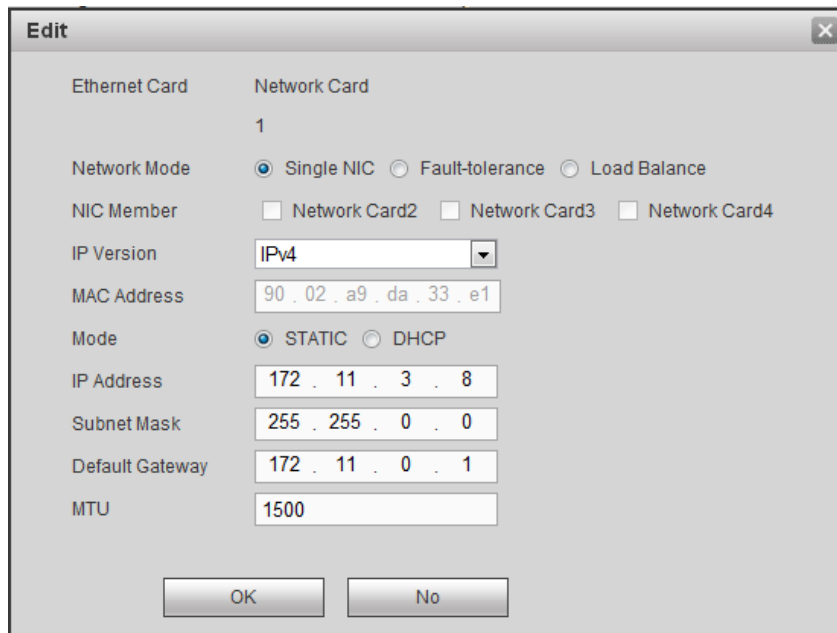 Edit
Ethernet Card Network Card
1
Network Mode Single NIC Fault-tolerance Load Balance
NIC Member Network Card2 Network Card3 Network Card4
IP Version IPv4
MAC Address 90 . 02 . a9 . da . 33 . e1
Mode STATIC DHCP
IP Address 172 . 11 . 3 . 8
Subnet Mask 255 . 255 . 0 . 0
Default Gateway 172 . 11 . 0 . 1
MTU 1500
OK No